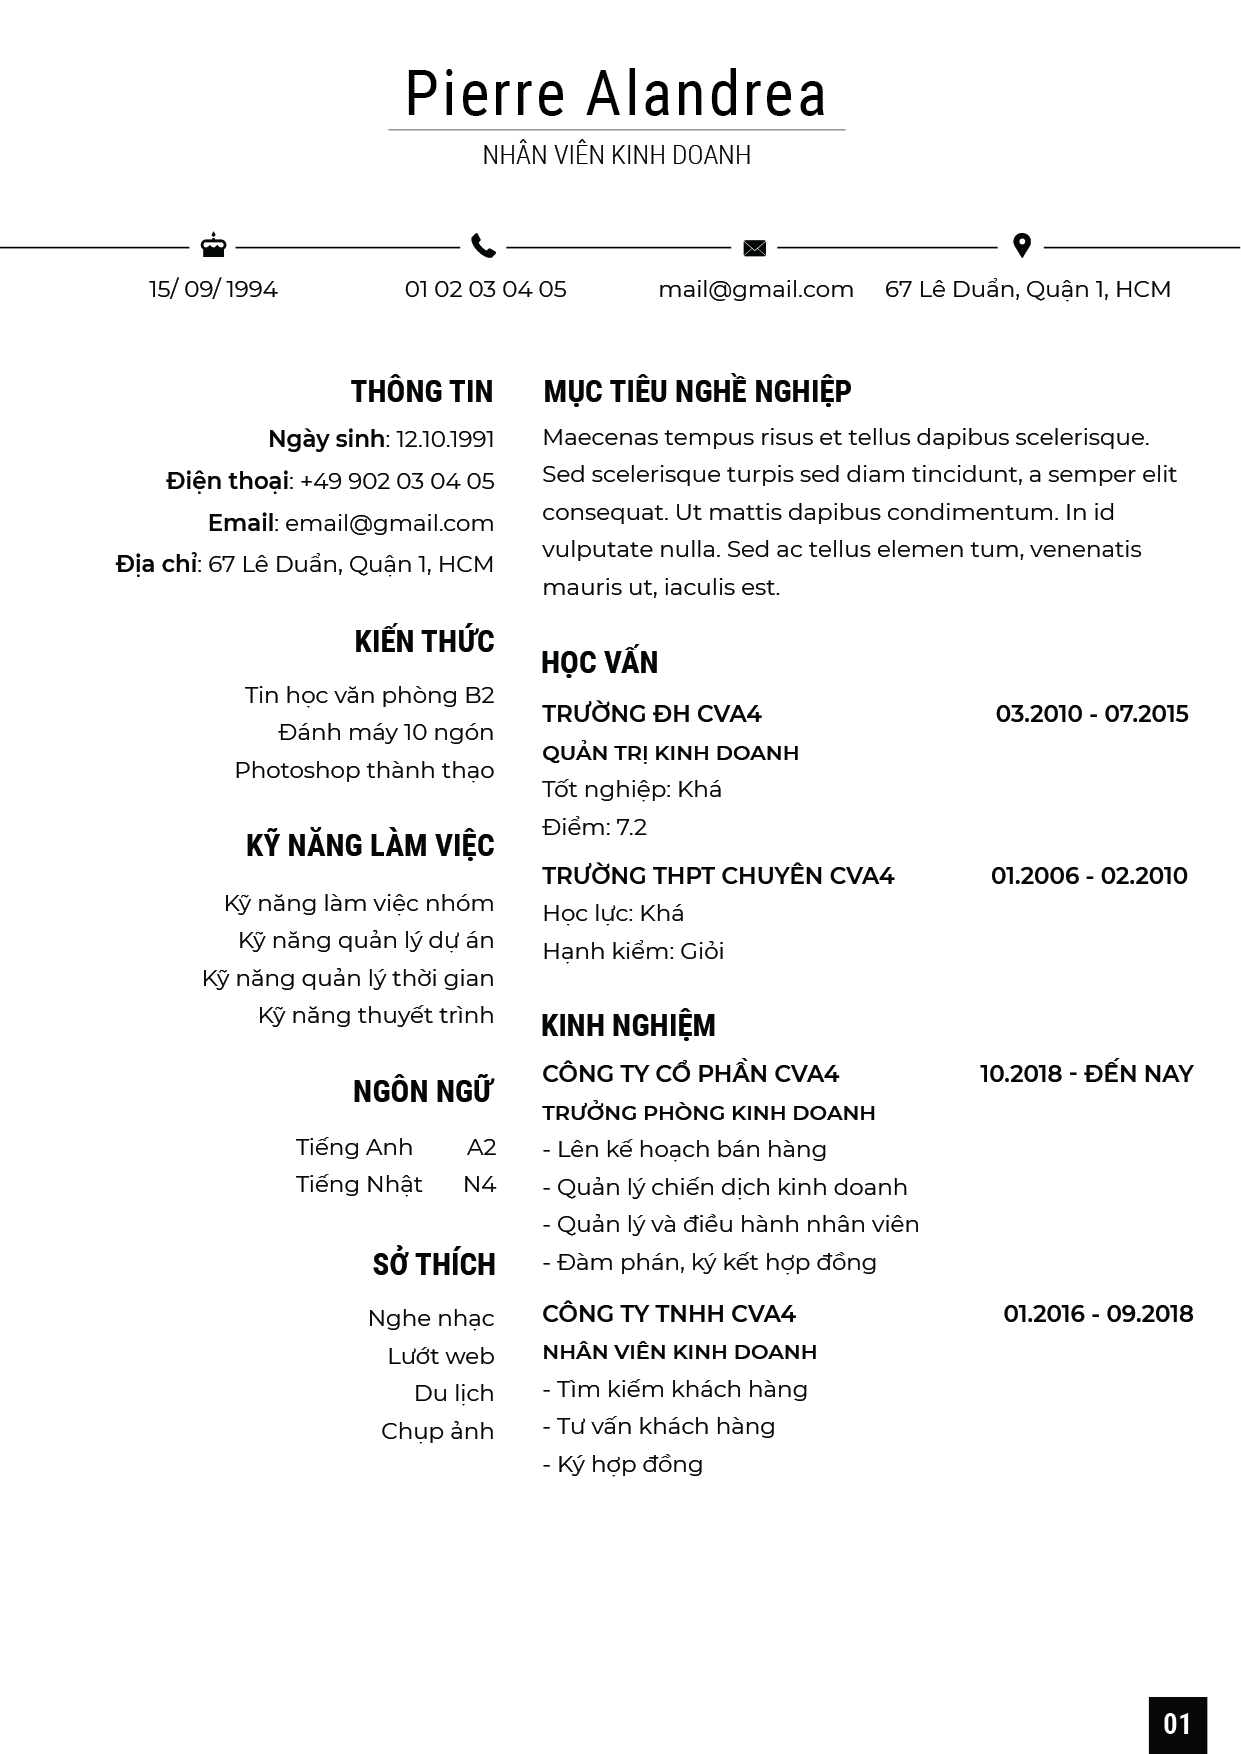 Pierre Alandrea
NHÂN VIÊN KINH DOANH
15/ 09/ 1994
01 02 03 04 05
mail@gmail.com
67 Lê Duẩn, Quận 1, HCM
THÔNG TIN
Ngày sinh: 12.10.1991
Điện thoại: +49 902 03 04 05
Email: email@gmail.com
Địa chỉ: 67 Lê Duẩn, Quận 1, HCM
KIẾN THỨC
Tin học văn phòng B2
Đánh máy 10 ngón
Photoshop thành thạo
KỸ NĂNG LÀM VIỆC
Kỹ năng làm việc nhóm
Kỹ năng quản lý dự án
Kỹ năng quản lý thời gian
Kỹ năng thuyết trình
NGÔN NGỮ
Tiếng Anh A2
Tiếng Nhật N4
SỞ THÍCH
Nghe nhạc
Lướt web
Du lịch
Chụp ảnh
MỤC TIÊU NGHỀ NGHIỆP
Maecenas tempus risus et tellus dapibus scelerisque.
Sed scelerisque turpis sed diam tincidunt, a semper elit
consequat. Ut mattis dapibus condimentum. In id
vulputate nulla. Sed ac tellus elemen tum, venenatis
mauris ut, iaculis est.
HỌC VẤN
TRƯỜNG ĐH CVA4 03.2010 - 07.2015
QUẢN TRỊ KINH DOANH
Tốt nghiệp: Khá
Điểm: 7.2
TRƯỜNG THPT CHUYÊN CVA4 01.2006 - 02.2010
Học lực: Khá
Hạnh kiểm: Giỏi
KINH NGHIỆM
CÔNG TY CỔ PHẦN CVA4 10.2018 - ĐẾN NAY
TRƯỞNG PHÒNG KINH DOANH
- Lên kế hoạch bán hàng
- Quản lý chiến dịch kinh doanh
- Quản lý và điều hành nhân viên
- Đàm phán, ký kết hợp đồng
CÔNG TY TNHH CVA4 01.2016 - 09.2018
NHÂN VIÊN KINH DOANH
- Tìm kiếm khách hàng
- Tư vấn khách hàng
- Ký hợp đồng
01